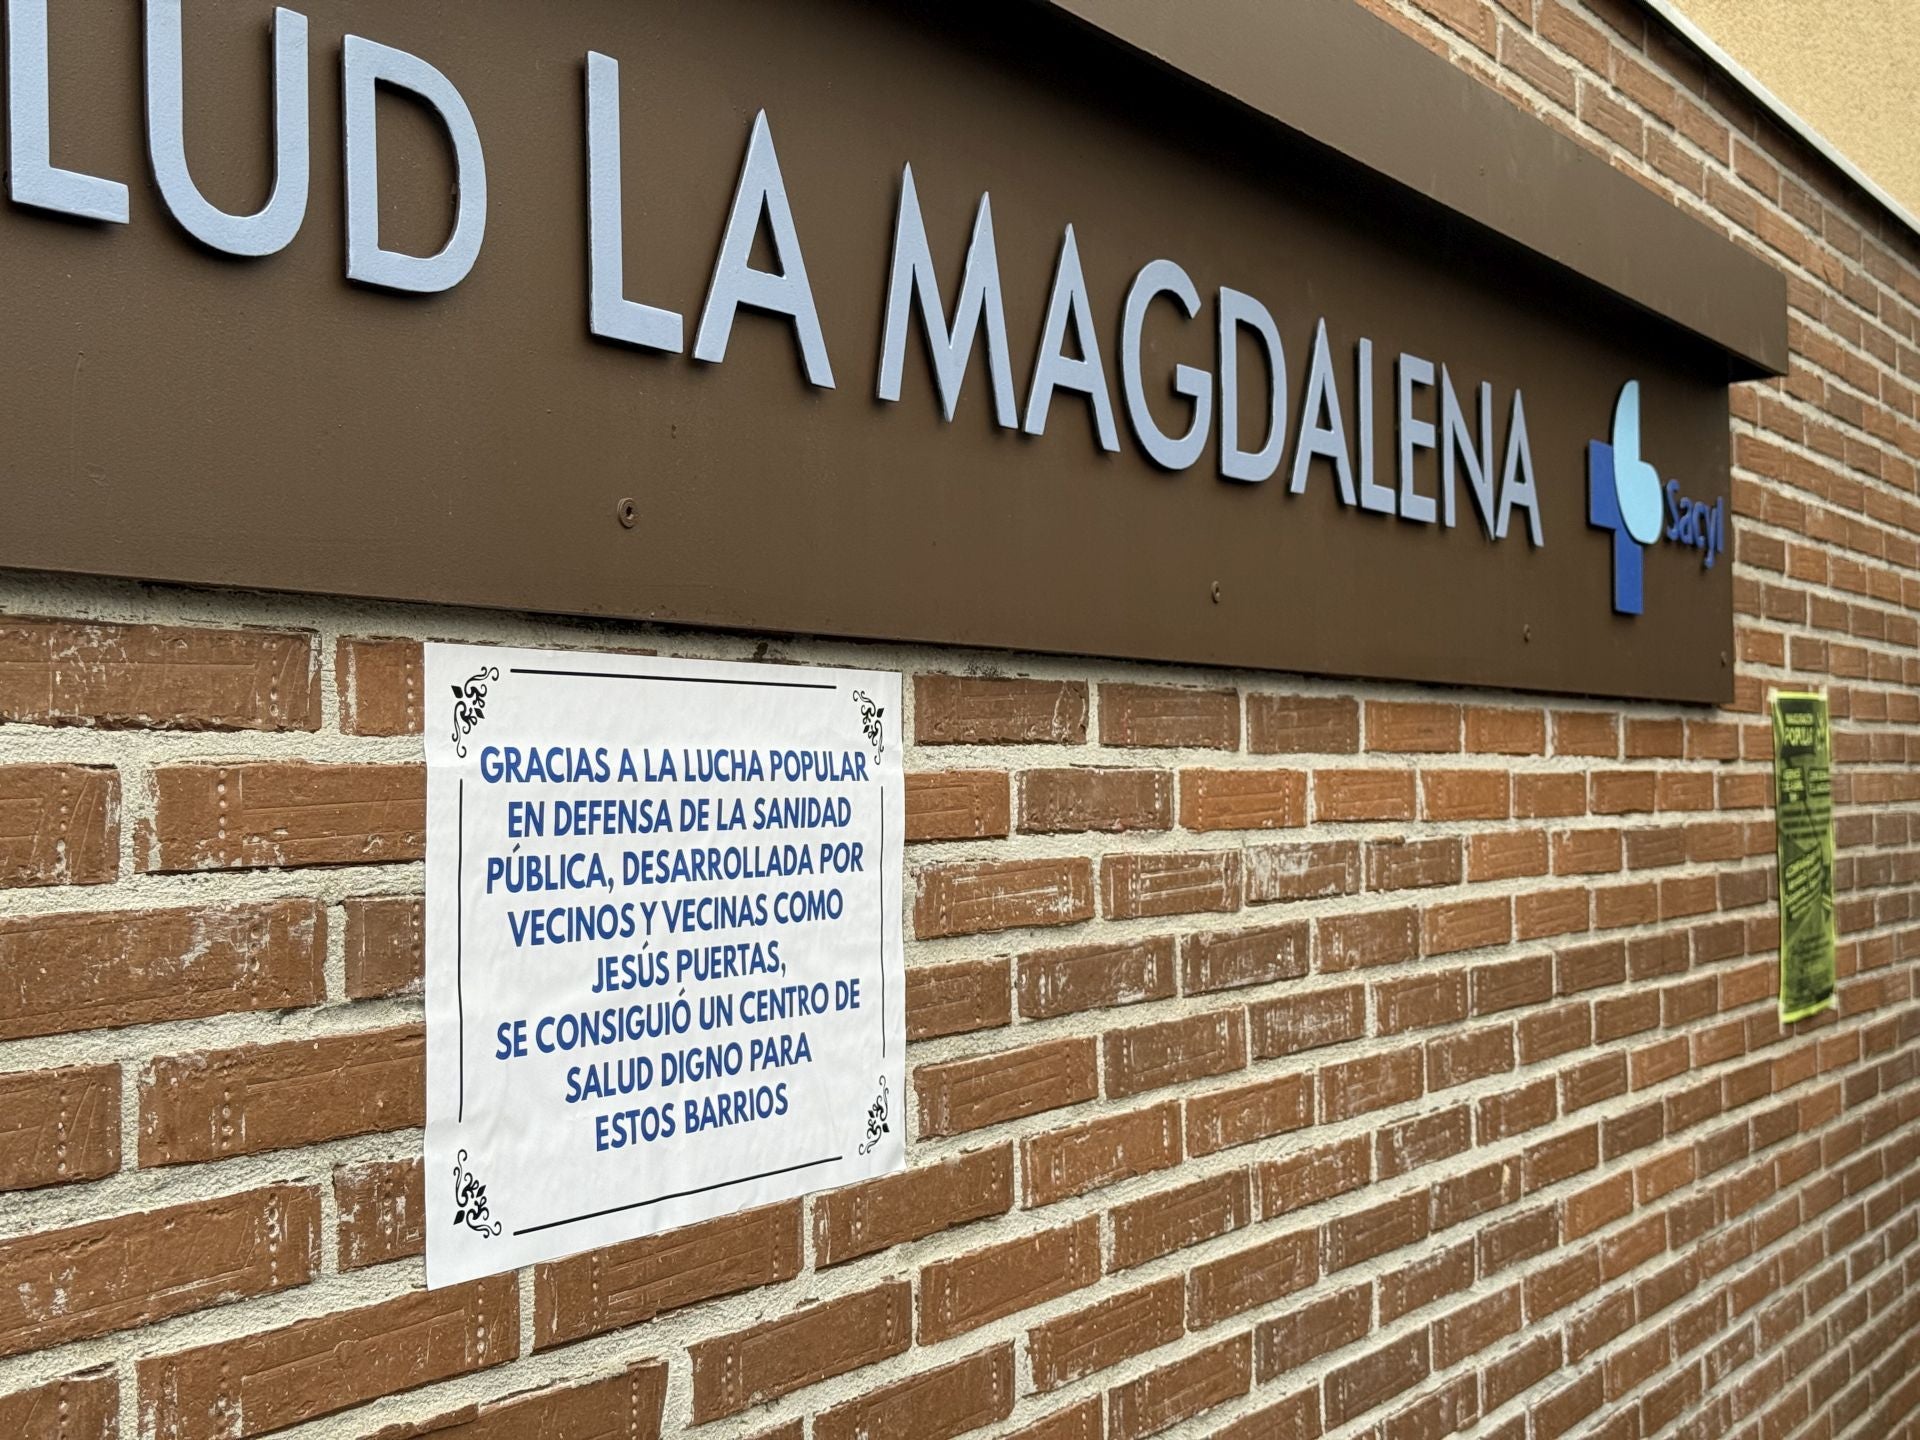 LUD LA MAGDALENA
Sacyl
GRACIAS A LA LUCHA POPULAR
EN DEFENSA DE LA SANIDAD
PÚBLICA, DESARROLLADA POR
VECINOS Y VECINAS COMO
JESÚS PUERTAS,
SE CONSIGUIÓ UN CENTRO DE
SALUD DIGNO PARA
ESTOS BARRIOS
POPULAR